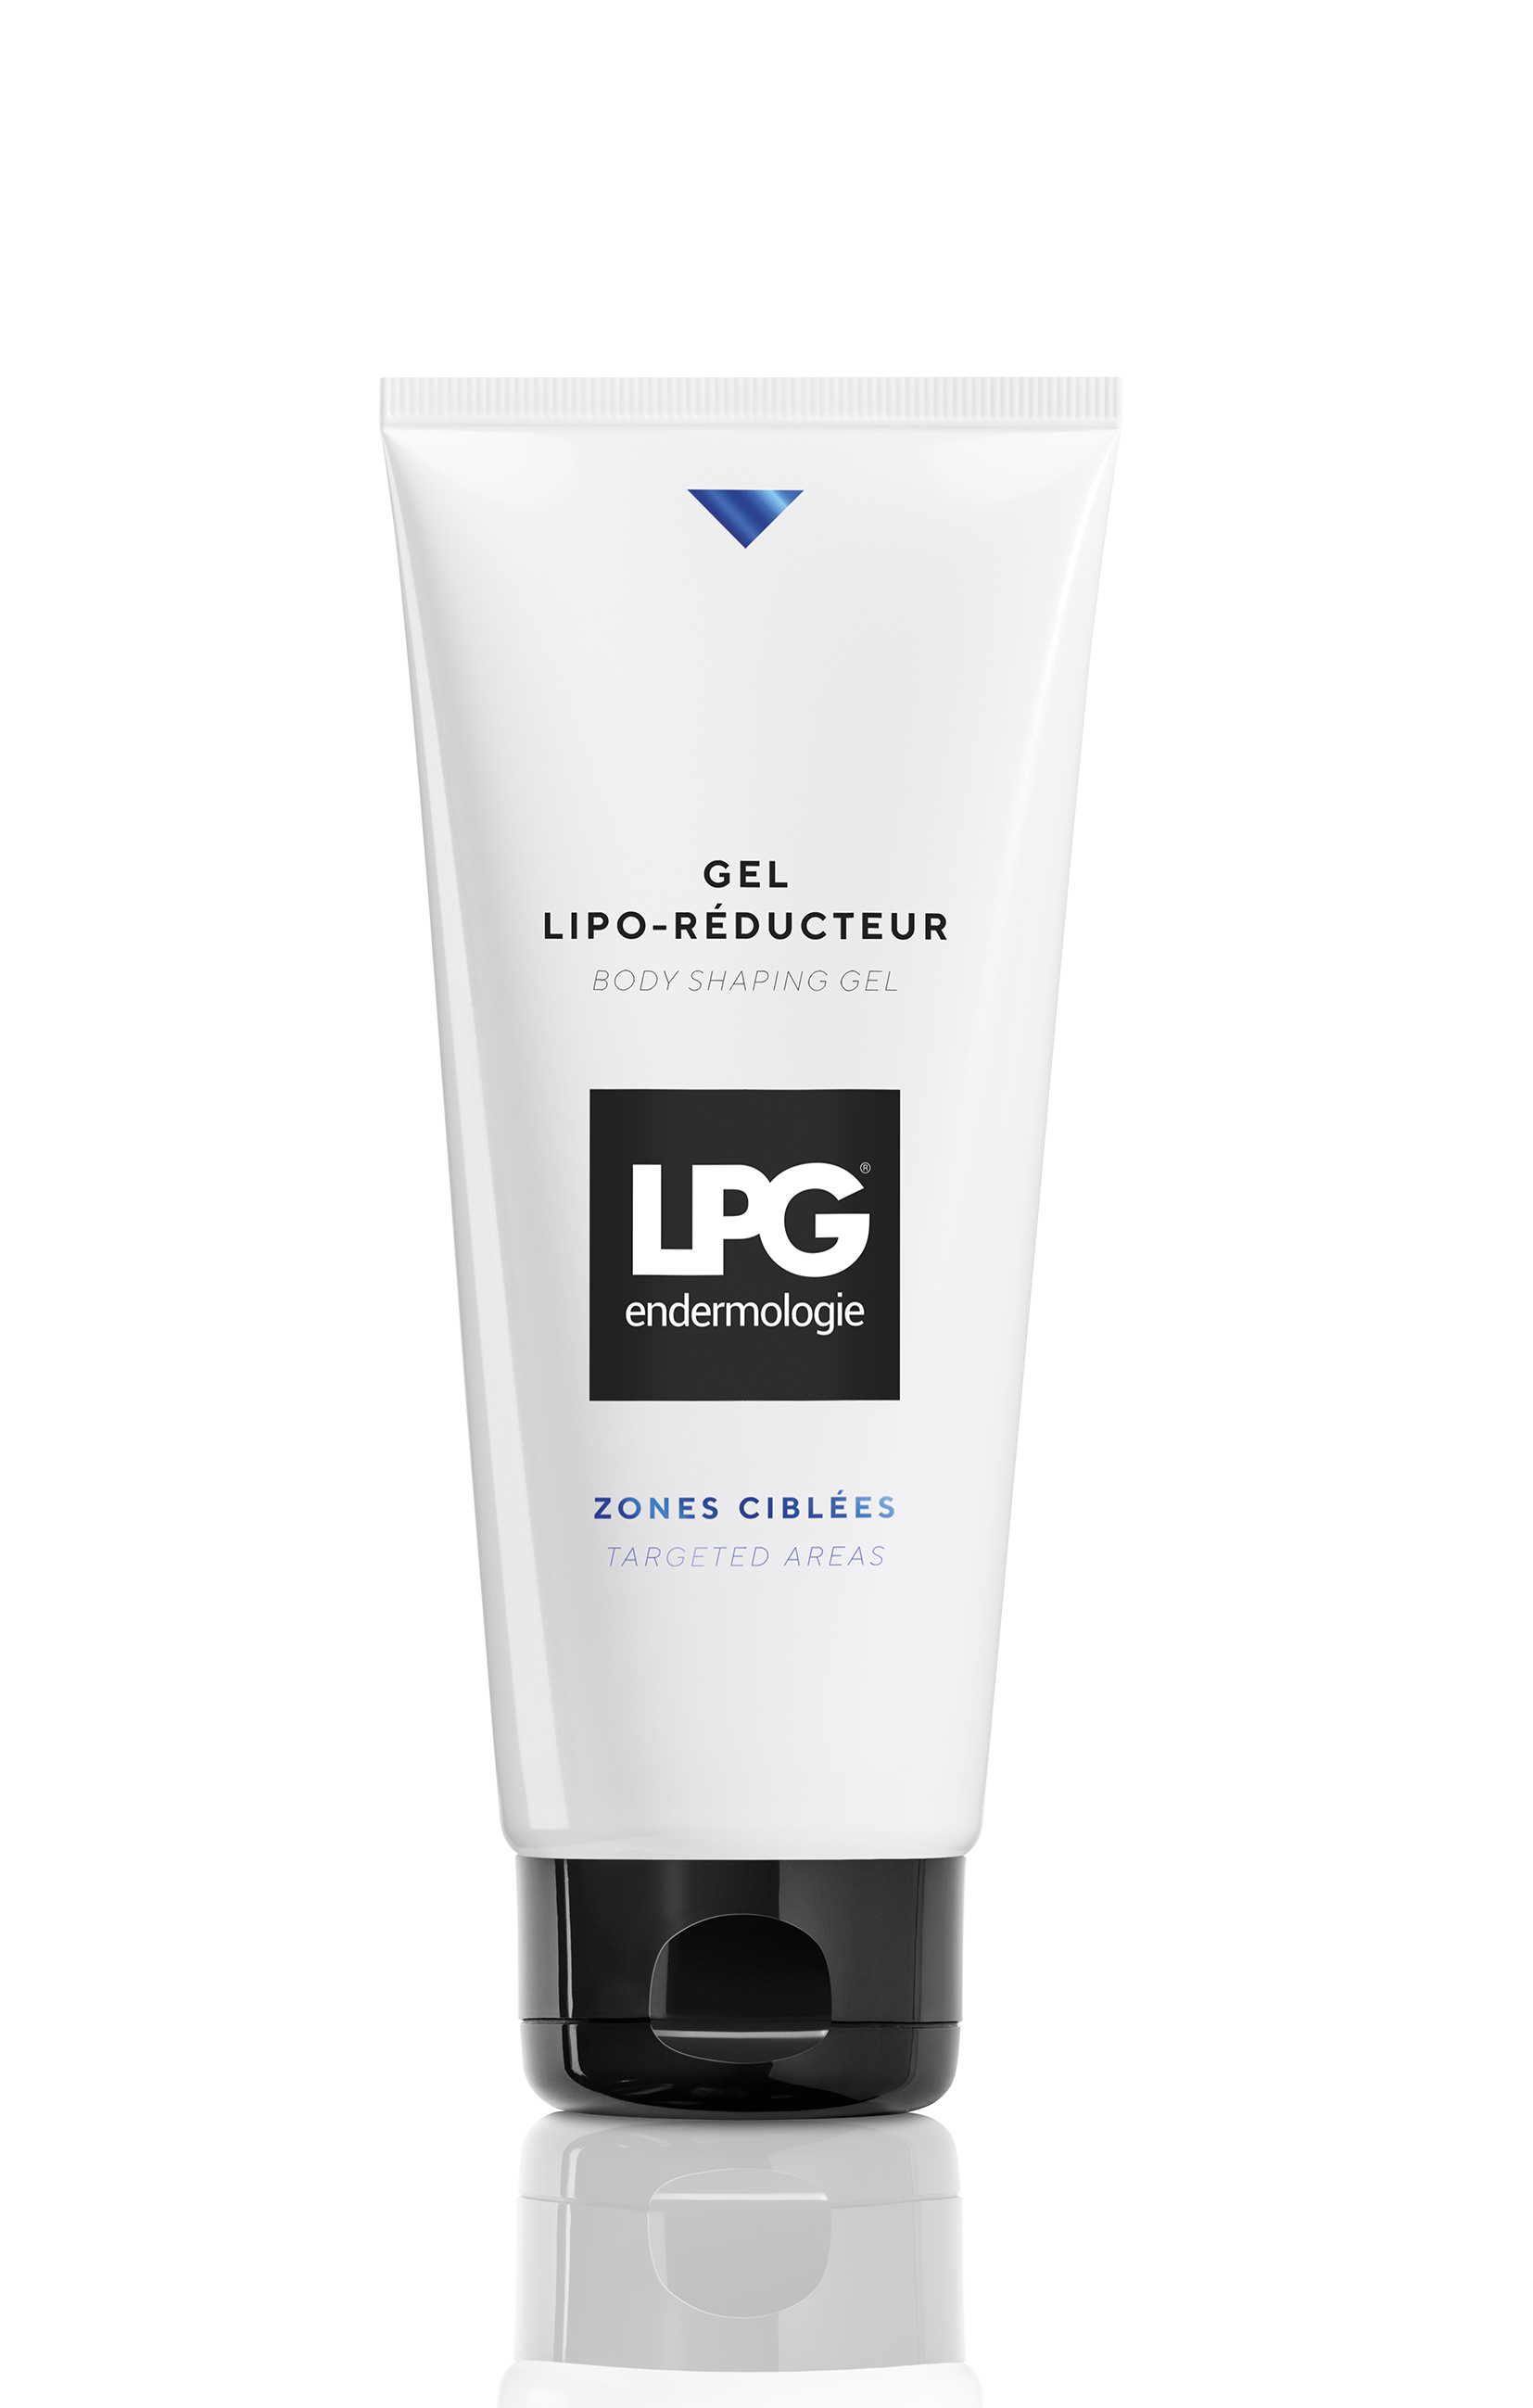 GEL
LIPO-RÉDUCTEUR
BODY SHAPING GEL
LPG®
endermologie
ZONES CIBLÉES
TARGETED AREAS